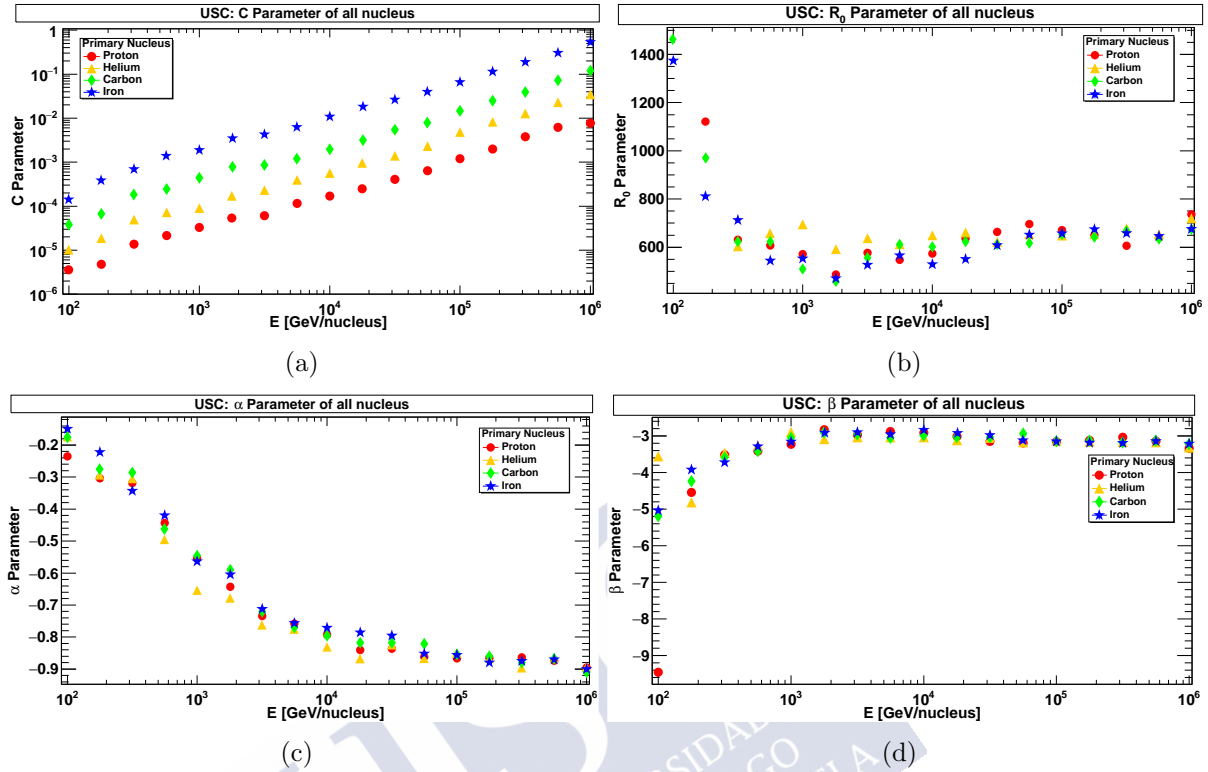 USC: C Parameter of all nucleus
C Parameter
1
10⁻¹
10⁻²
10⁻³
10⁻⁴
10⁻⁵
10⁻⁶
Primary Nucleus
Proton
Helium
Carbon
Iron
10² 10³ 10⁴ 10⁵ 10⁶
E [GeV/nucleus]
(a)
USC: R₀ Parameter of all nucleus
R₀ Parameter
1400
1200
1000
800
600
Primary Nucleus
Proton
Helium
Carbon
Iron
10² 10³ 10⁴ 10⁵ 10⁶
E [GeV/nucleus]
(b)
USC: α Parameter of all nucleus
α Parameter
−0.2
−0.3
−0.4
−0.5
−0.6
−0.7
−0.8
−0.9
Primary Nucleus
Proton
Helium
Carbon
Iron
10² 10³ 10⁴ 10⁵ 10⁶
E [GeV/nucleus]
(c)
USC: β Parameter of all nucleus
β Parameter
−3
−4
−5
−6
−7
−8
−9
Primary Nucleus
Proton
Helium
Carbon
Iron
10² 10³ 10⁴ 10⁵ 10⁶
E [GeV/nucleus]
(d)